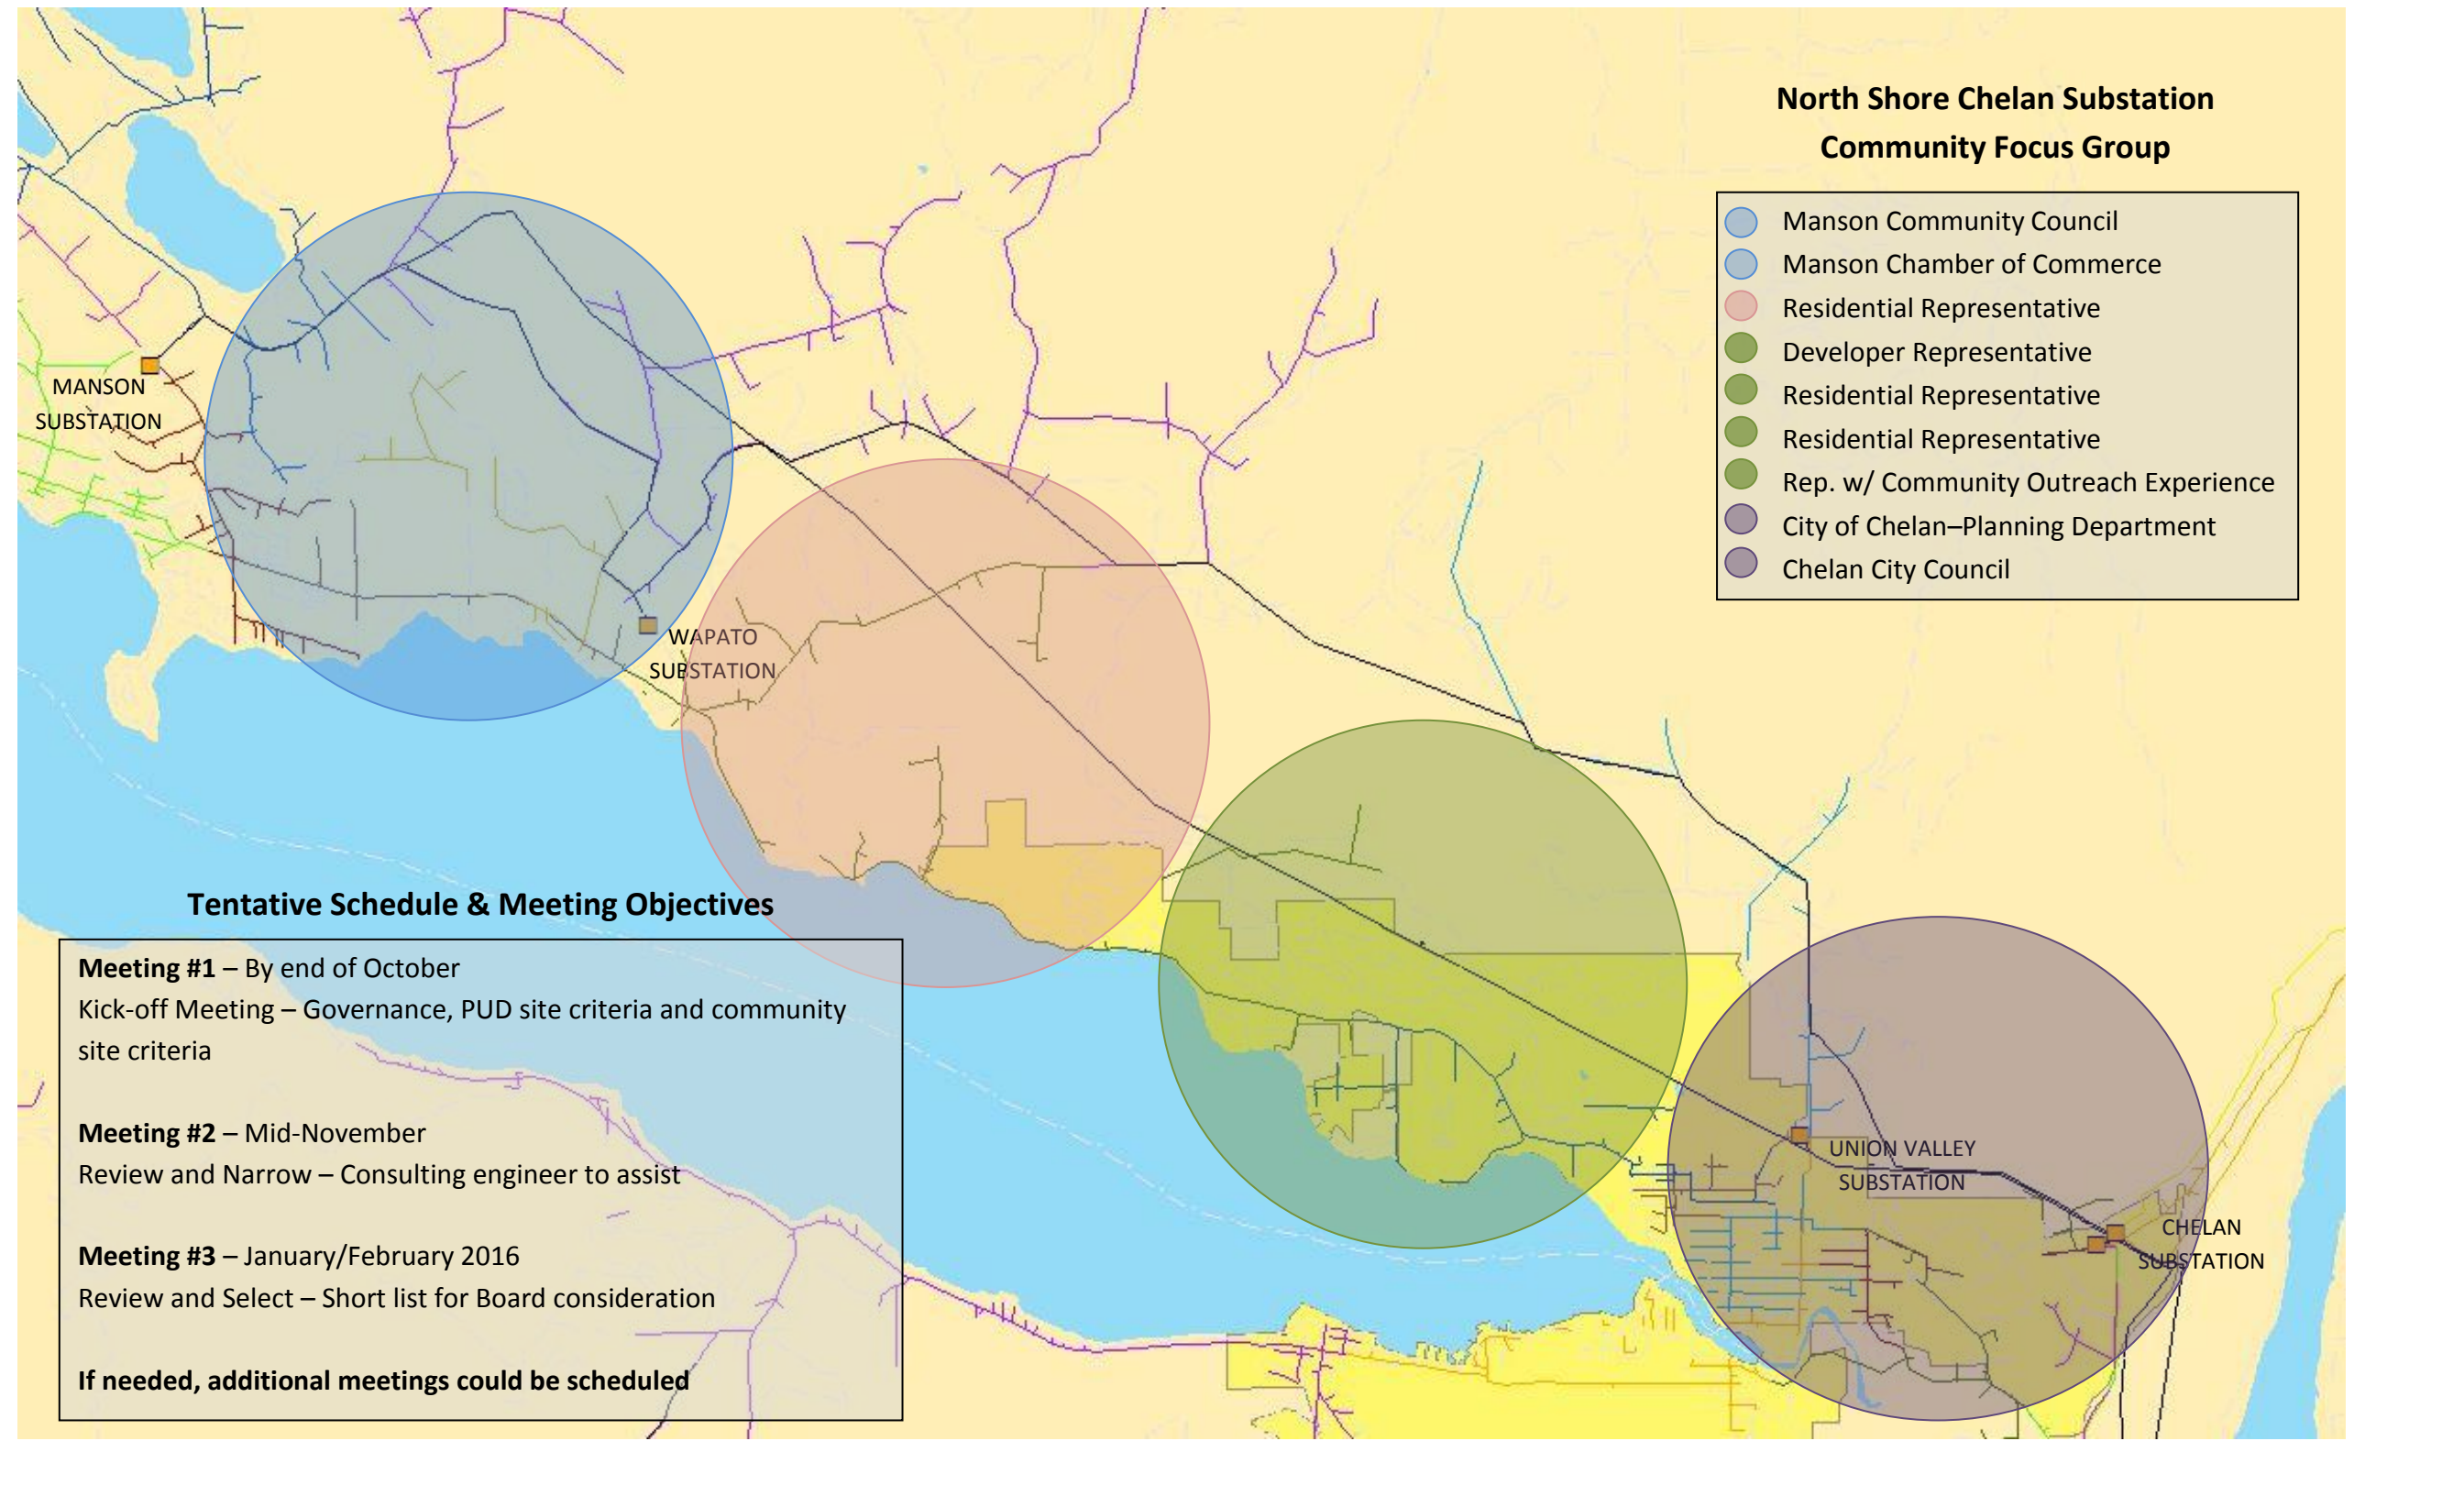 North Shore Chelan Substation
Community Focus Group
Manson Community Council
Manson Chamber of Commerce
Residential Representative
Developer Representative
Residential Representative
Residential Representative
Rep. w/ Community Outreach Experience
City of Chelan–Planning Department
Chelan City Council
MANSON
SUBSTATION
WAPATO
SUBSTATION
UNION VALLEY
SUBSTATION
CHELAN
SUBSTATION
Tentative Schedule & Meeting Objectives
Meeting #1 – By end of October
Kick-off Meeting – Governance, PUD site criteria and community
site criteria
Meeting #2 – Mid-November
Review and Narrow – Consulting engineer to assist
Meeting #3 – January/February 2016
Review and Select – Short list for Board consideration
If needed, additional meetings could be scheduled